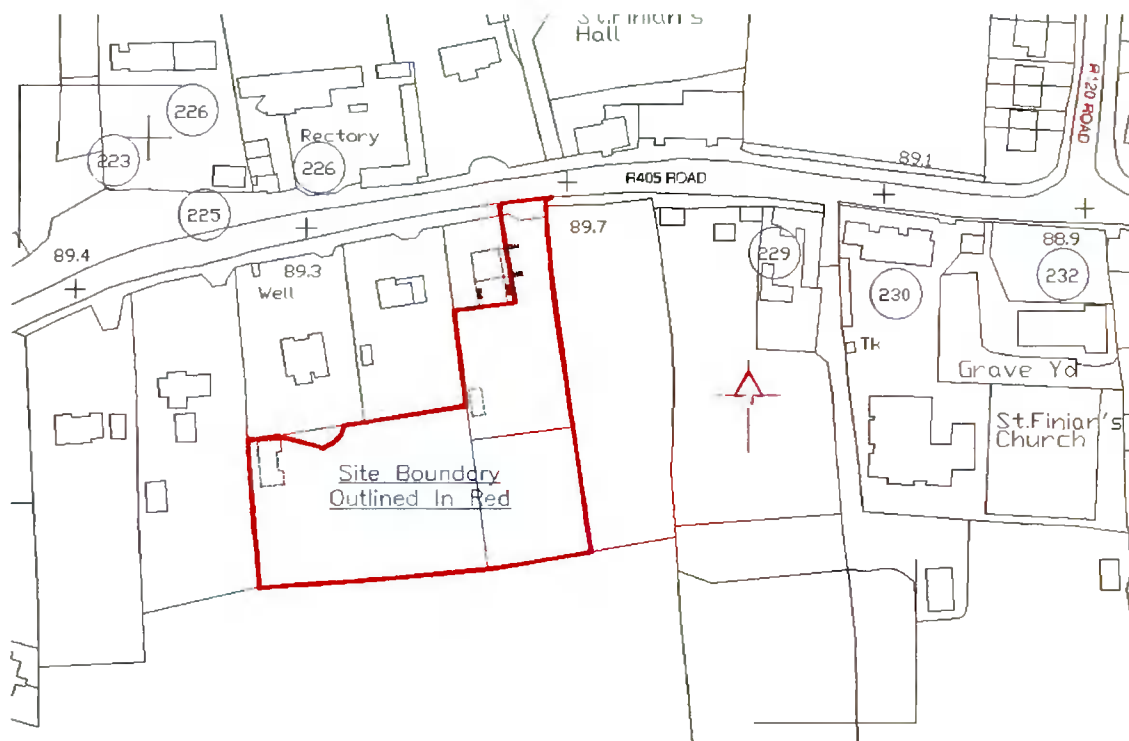 St.Finian's
Hall
R120 ROAD
226
Rectory
223
226
89.1
R405 ROAD
225
89.4
89.7
229
88.9
232
89.3
Well
230
Tk
Grave Yd
St.Finian's
Church
Site Boundary
Outlined In Red